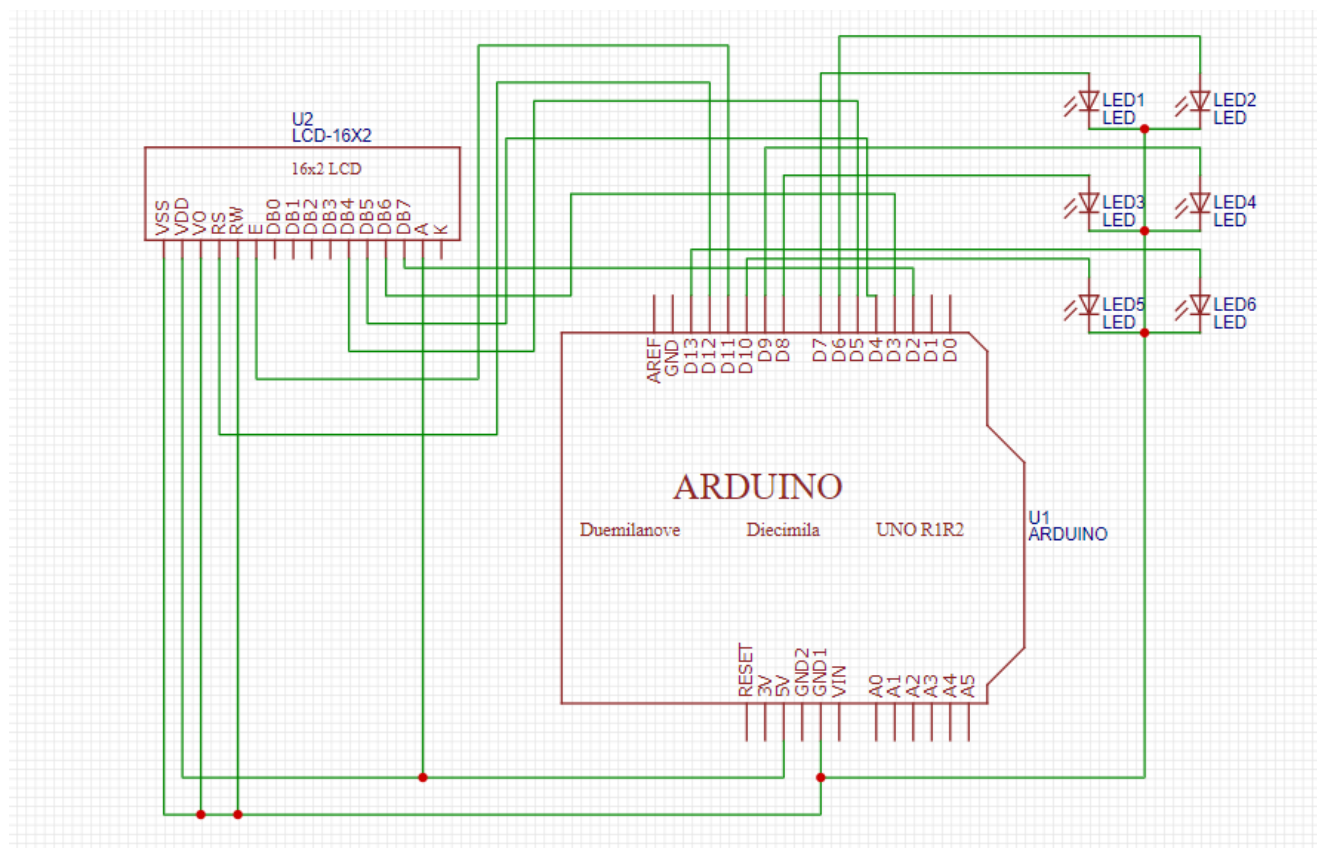 U2
LCD-16X2
16x2 LCD
VSS
VDD
VO
RS
RW
E
DB0
DB1
DB2
DB3
DB4
DB5
DB6
DB7
A
K
LED1
LED
LED2
LED
LED3
LED
LED4
LED
LED5
LED
LED6
LED
AREF
GND
D13
D12
D11
D10
D9
D8
D7
D6
D5
D4
D3
D2
D1
D0
ARDUINO
Duemilanove Diecimila UNO R1R2
U1
ARDUINO
RESET
3V
5V
GND2
GND1
VIN
A0
A1
A2
A3
A4
A5